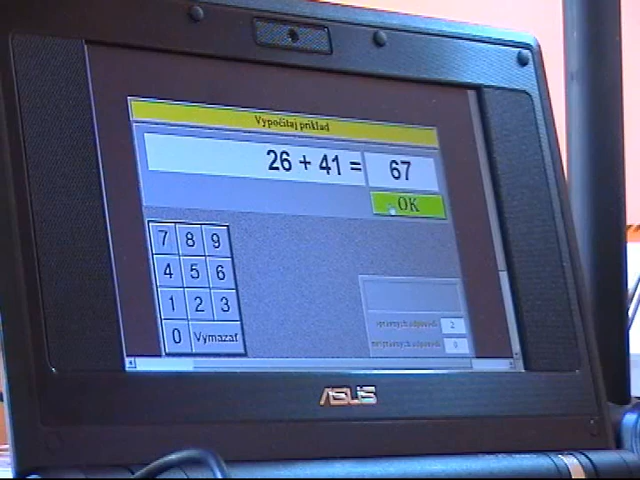 Vypočítaj príklad
26 + 41 = 67
OK
7 8 9
4 5 6
1 2 3
0 Vymazať
správnych odpovedí 2
nesprávnych odpovedí 0
ASUS